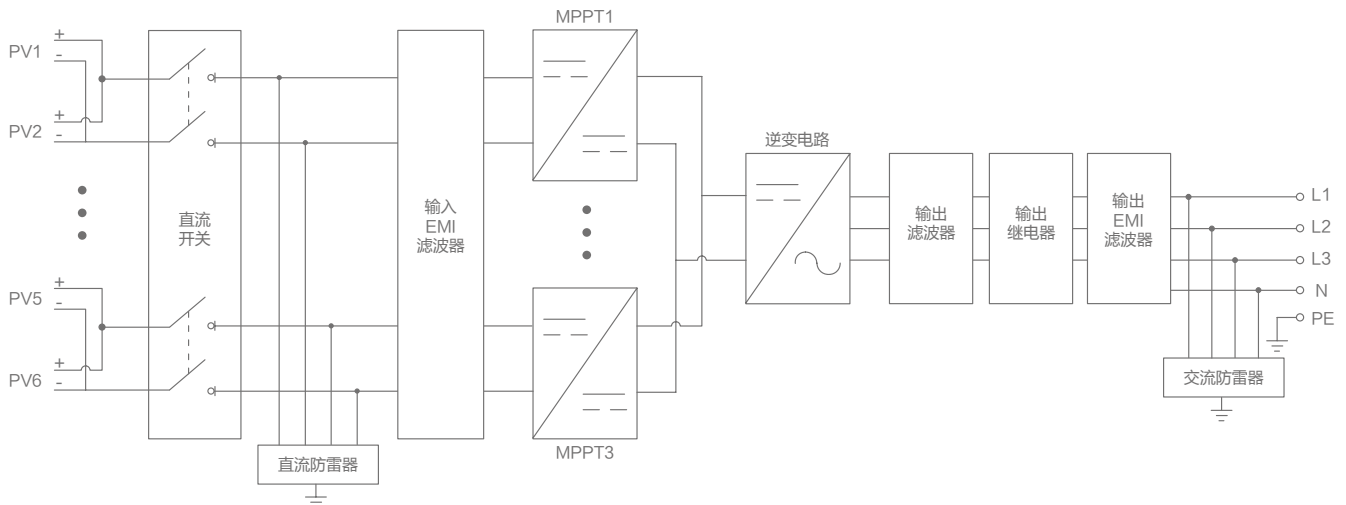 MPPT1
+
PV1
-
+
PV2
-
逆变电路
直流
开关
输入
EMI
滤波器
输出
滤波器
输出
继电器
输出
EMI
滤波器
L1
L2
L3
N
PE
+
PV5
-
+
PV6
-
交流防雷器
MPPT3
直流防雷器